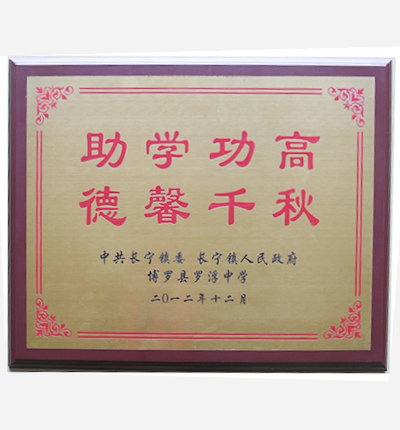 助学功高
德馨千秋
中共长宁镇委 长宁镇人民政府
博罗县罗浮中学
二〇一二年十二月